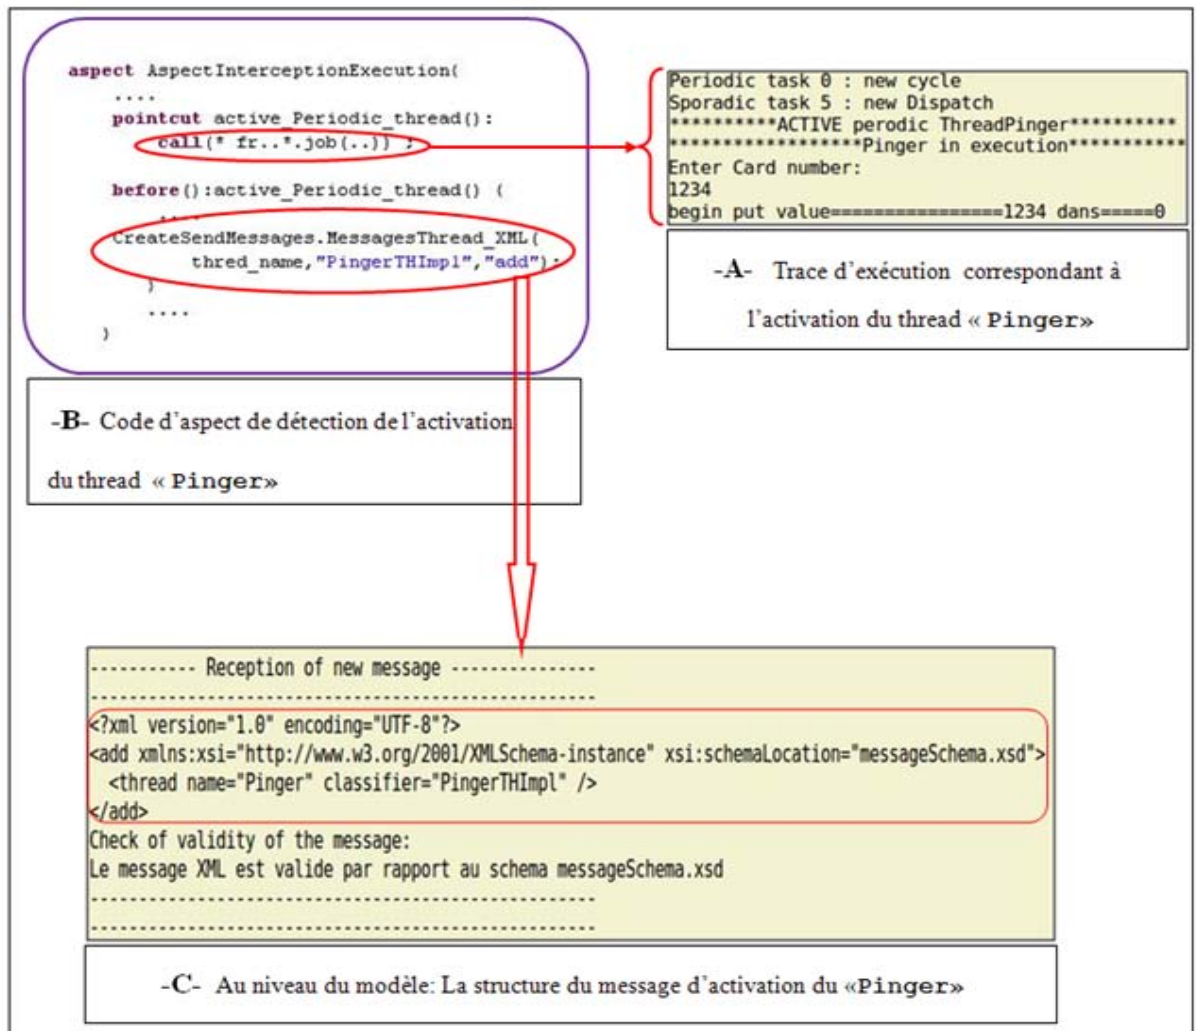 aspect AspectInterceptionExecution{
....
pointcut active_Periodic_thread():
call(* fr..*.job(..)) ;
before():active_Periodic_thread() {
....
CreateSendMessages.MessagesThread_XML(
thred_name,"PingerTHImpl","add");
}
....
}
Periodic task 0 : new cycle
Sporadic task 5 : new Dispatch
**********ACTIVE perodic ThreadPinger**********
******************Pinger in execution***********
Enter Card number:
1234
begin put value================1234 dans=====0
-A- Trace d'exécution correspondant à
l'activation du thread « Pinger»
-B- Code d'aspect de détection de l'activation
du thread « Pinger»
----------- Reception of new message ---------------
----------------------------------------------------
<?xml version="1.0" encoding="UTF-8"?>
<add xmlns:xsi="http://www.w3.org/2001/XMLSchema-instance" xsi:schemaLocation="messageSchema.xsd">
<thread name="Pinger" classifier="PingerTHImpl" />
</add>
Check of validity of the message:
Le message XML est valide par rapport au schema messageSchema.xsd
----------------------------------------------------
----------------------------------------------------
-C- Au niveau du modèle: La structure du message d'activation du «Pinger»